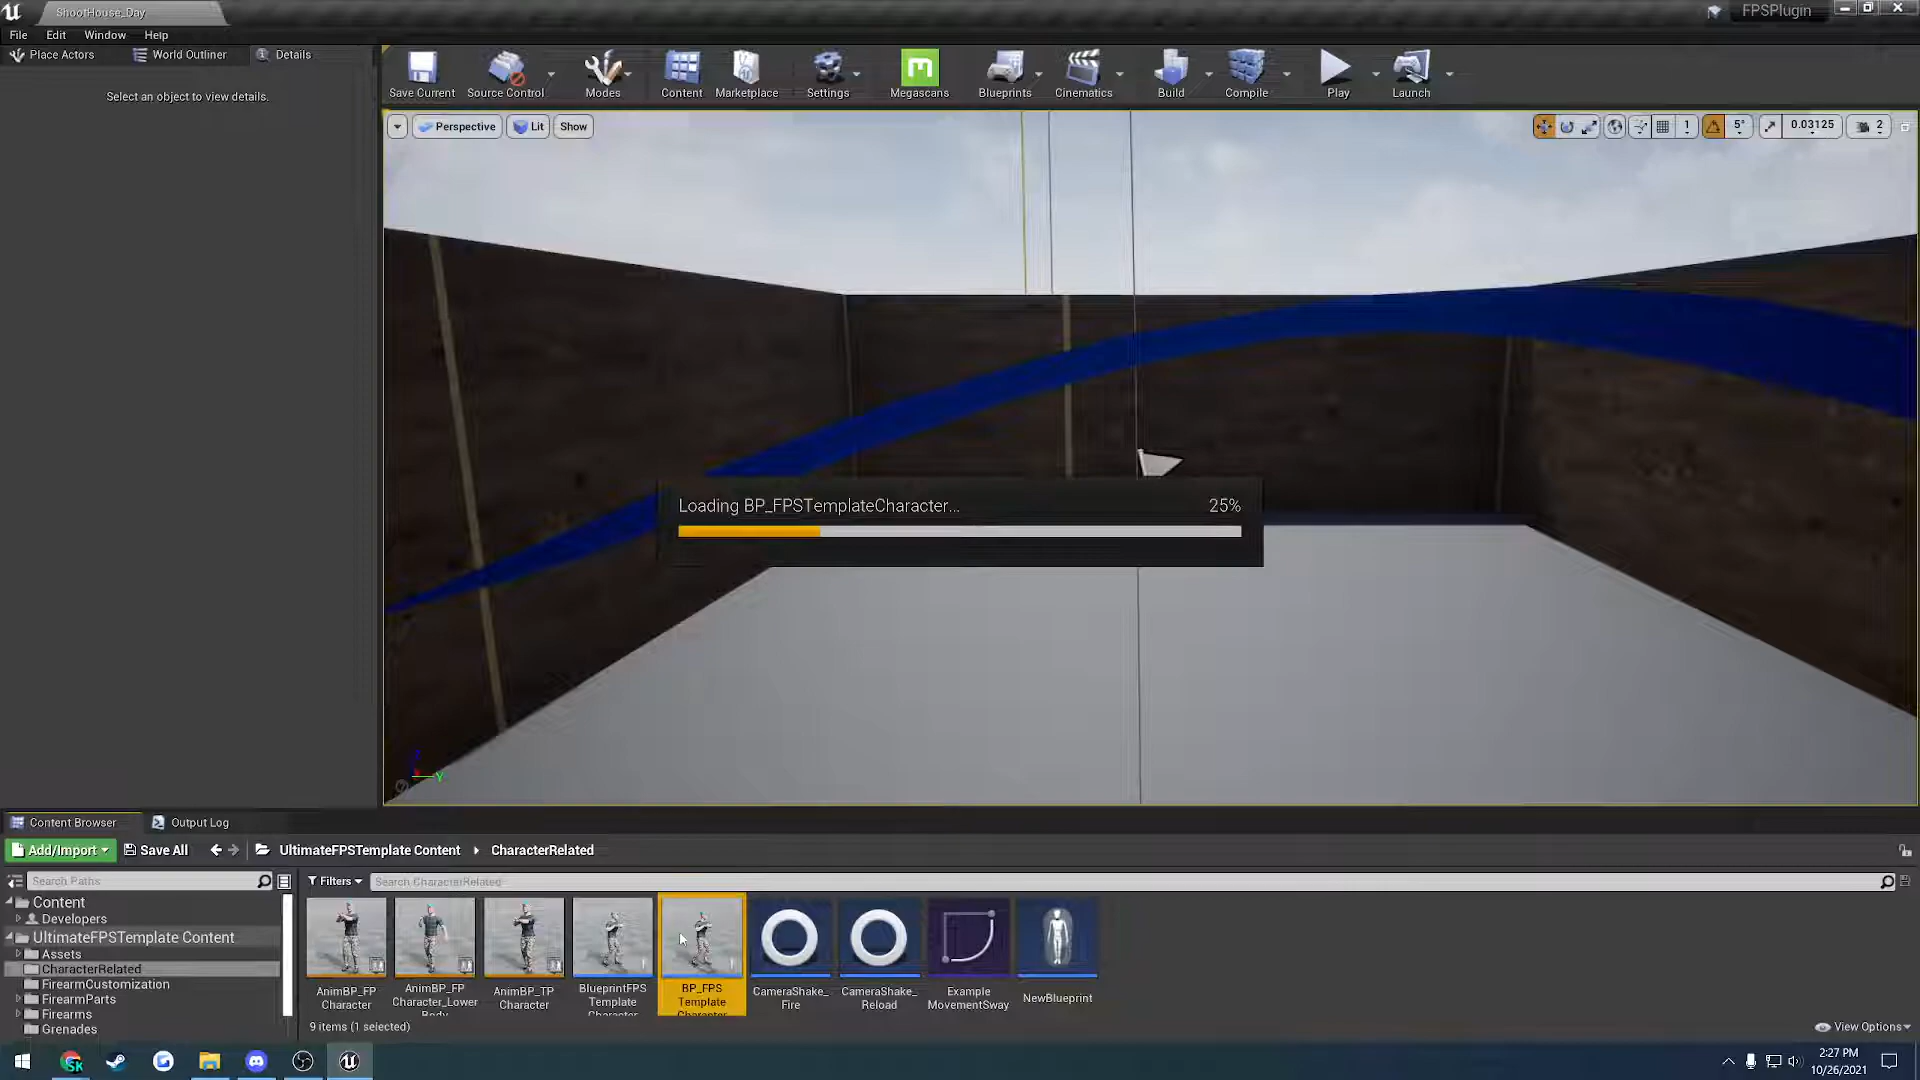 ShootHouse_Day
FPSPlugin
File Edit Window Help
Place Actors World Outliner Details
Select an object to view details.
Save Current Source Control Modes Content Marketplace Settings Megascans Blueprints Cinematics Build Compile Play Launch
Perspective Lit Show
1 5° 0.03125 2
Loading BP_FPSTemplateCharacter... 25%
Y
Content Browser Output Log
Add/Import Save All UltimateFPSTemplate Content CharacterRelated
Search Paths
Filters Search CharacterRelated
Content
Developers
UltimateFPSTemplate Content
Assets
CharacterRelated
FirearmCustomization
FirearmParts
Firearms
Grenades
AnimBP_FP
Character
AnimBP_FP
Character_Lower
Body
AnimBP_TP
Character
BlueprintFPS
Template
Character
BP_FPS
Template
Character
CameraShake_
Fire
CameraShake_
Reload
Example
MovementSway
NewBlueprint
9 items (1 selected)
View Options
2:27 PM
10/26/2021